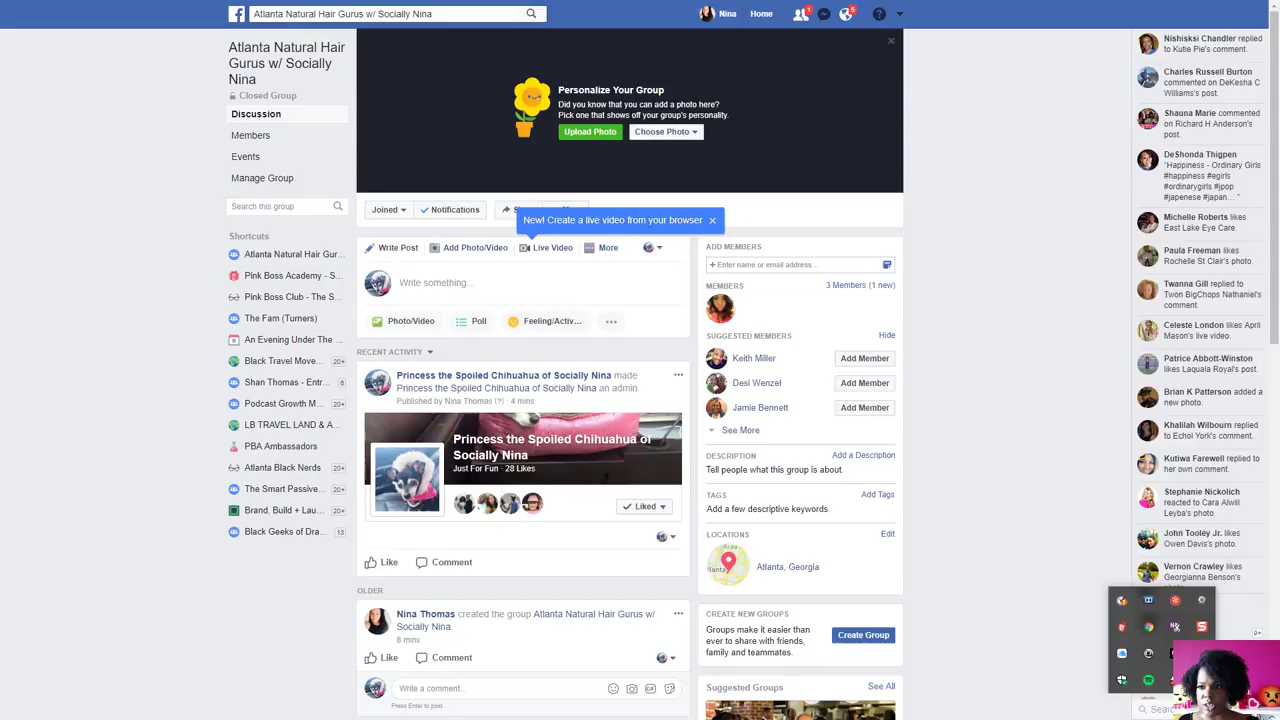 Atlanta Natural Hair Gurus w/ Socially Nina
Nina
Home
1
5
Atlanta Natural Hair
Gurus w/ Socially
Nina
Closed Group
Discussion
Members
Events
Manage Group
Search this group
Shortcuts
Atlanta Natural Hair Gur...
Pink Boss Academy - S...
Pink Boss Club - The S...
The Fam (Turners)
An Evening Under The ...
Black Travel Move... 20+
Shan Thomas - Entr... 6
Podcast Growth M... 20+
LB TRAVEL LAND & A...
PBA Ambassadors
Atlanta Black Nerds 20+
The Smart Passive... 20+
Brand, Build + Lau... 20+
Black Geeks of Dra... 13
Personalize Your Group
Did you know that you can add a photo here?
Pick one that shows off your group's personality.
Upload Photo
Choose Photo
Joined
Notifications
New! Create a live video from your browser
Write Post
Add Photo/Video
Live Video
More
Write something...
Photo/Video
Poll
Feeling/Activ...
RECENT ACTIVITY
Princess the Spoiled Chihuahua of Socially Nina made
Princess the Spoiled Chihuahua of Socially Nina an admin.
Published by Nina Thomas [?] · 4 mins
Princess the Spoiled Chihuahua of
Socially Nina
Just For Fun · 28 Likes
Liked
Like
Comment
OLDER
Nina Thomas created the group Atlanta Natural Hair Gurus w/
Socially Nina
8 mins
Like
Comment
Write a comment...
Press Enter to post.
ADD MEMBERS
+ Enter name or email address...
MEMBERS
3 Members (1 new)
SUGGESTED MEMBERS
Hide
Keith Miller
Add Member
Desi Wenzel
Add Member
Jamie Bennett
Add Member
See More
DESCRIPTION
Add a Description
Tell people what this group is about.
TAGS
Add Tags
Add a few descriptive keywords.
LOCATIONS
Edit
Atlanta, Georgia
CREATE NEW GROUPS
Groups make it easier than
ever to share with friends,
family and teammates.
Create Group
Suggested Groups
See All
Nishisksi Chandler replied
to Kutie Pie's comment.
Charles Russell Burton
commented on DeKesha C
Williams's post.
Shauna Marie commented
on Richard H Anderson's
post.
DeShonda Thigpen
"Happiness - Ordinary Girls
#happiness #egirls
#ordinarygirls #jpop
#japenese #japan..."
Michelle Roberts likes
East Lake Eye Care.
Paula Freeman likes
Rochelle St Clair's photo.
Twanna Gill replied to
Twon BigChops Nathaniel's
comment.
Celeste London likes April
Mason's live video.
Patrice Abbott-Winston
likes Laquala Royal's post.
Brian K Patterson added a
new photo.
Khalilah Wilbourn replied
to Echol York's comment.
Kutiwa Farewell replied to
her own comment.
Stephanie Nickolich
reacted to Cara Alwill
Leyba's photo.
John Tooley Jr. likes
Owen Davis's photo.
Vernon Crawley likes
Georgianna Benson's
9+